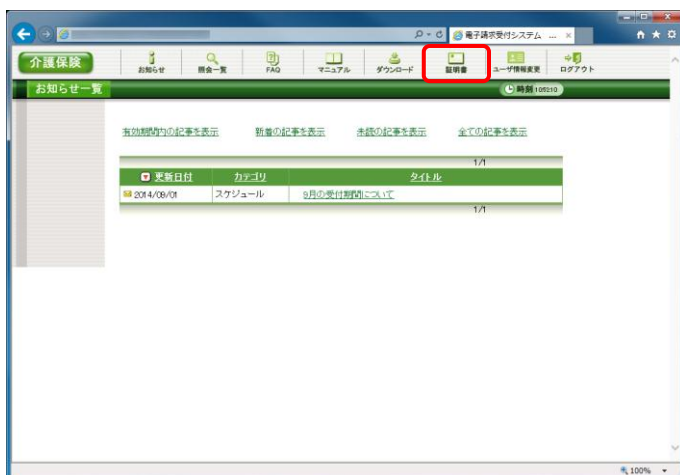 電子請求受付システム ...
介護保険
お知らせ 照会一覧 FAQ マニュアル ダウンロード 証明書 ユーザ情報変更 ログアウト
お知らせ一覧 時刻
有効期間内の記事を表示 新着の記事を表示 未読の記事を表示 全ての記事を表示
1/1
更新日付 カテゴリ タイトル
2014/09/01 スケジュール 9月の受付期間について
1/1
100%